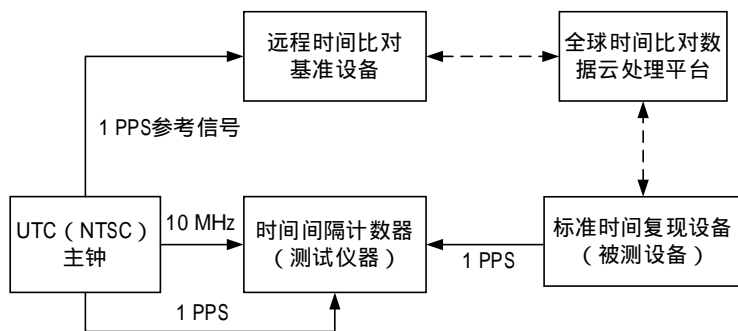 远程时间比对
基准设备
全球时间比对数
据云处理平台
1 PPS参考信号
UTC（NTSC）
主钟
10 MHz
时间间隔计数器
（测试仪器）
1 PPS
标准时间复现设备
（被测设备）
1 PPS